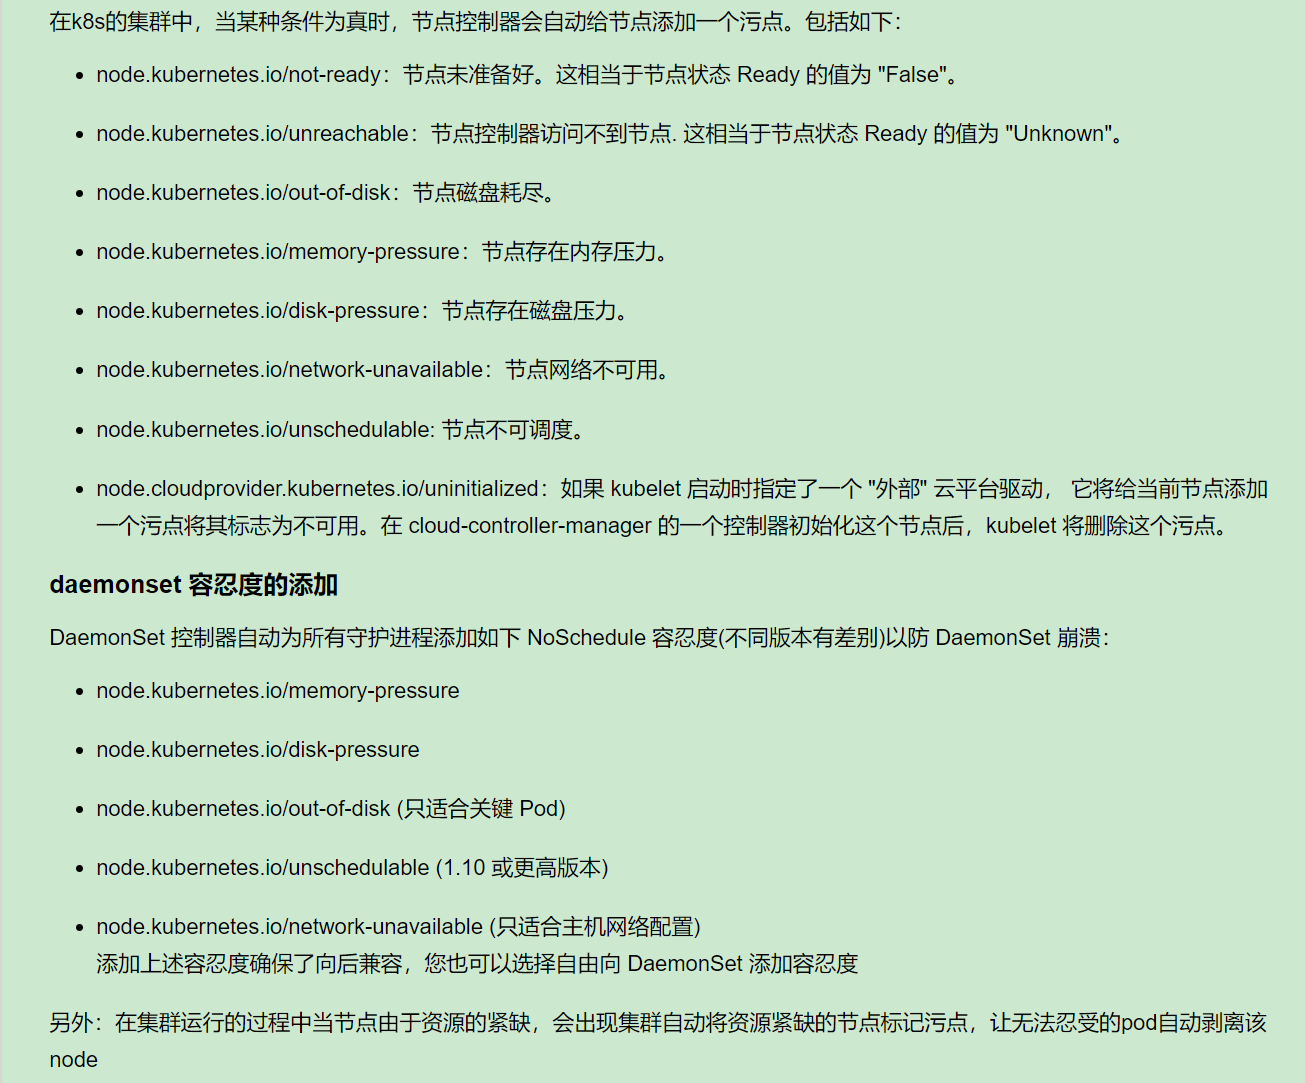 在k8s的集群中，当某种条件为真时，节点控制器会自动给节点添加一个污点。包括如下：
node.kubernetes.io/not-ready：节点未准备好。这相当于节点状态 Ready 的值为 "False"。
node.kubernetes.io/unreachable：节点控制器访问不到节点. 这相当于节点状态 Ready 的值为 "Unknown"。
node.kubernetes.io/out-of-disk：节点磁盘耗尽。
node.kubernetes.io/memory-pressure：节点存在内存压力。
node.kubernetes.io/disk-pressure：节点存在磁盘压力。
node.kubernetes.io/network-unavailable：节点网络不可用。
node.kubernetes.io/unschedulable: 节点不可调度。
node.cloudprovider.kubernetes.io/uninitialized：如果 kubelet 启动时指定了一个 "外部" 云平台驱动， 它将给当前节点添加
一个污点将其标志为不可用。在 cloud-controller-manager 的一个控制器初始化这个节点后，kubelet 将删除这个污点。
daemonset 容忍度的添加
DaemonSet 控制器自动为所有守护进程添加如下 NoSchedule 容忍度(不同版本有差别)以防 DaemonSet 崩溃：
node.kubernetes.io/memory-pressure
node.kubernetes.io/disk-pressure
node.kubernetes.io/out-of-disk (只适合关键 Pod)
node.kubernetes.io/unschedulable (1.10 或更高版本)
node.kubernetes.io/network-unavailable (只适合主机网络配置)
添加上述容忍度确保了向后兼容，您也可以选择自由向 DaemonSet 添加容忍度
另外：在集群运行的过程中当节点由于资源的紧缺，会出现集群自动将资源紧缺的节点标记污点，让无法忍受的pod自动剥离该
node